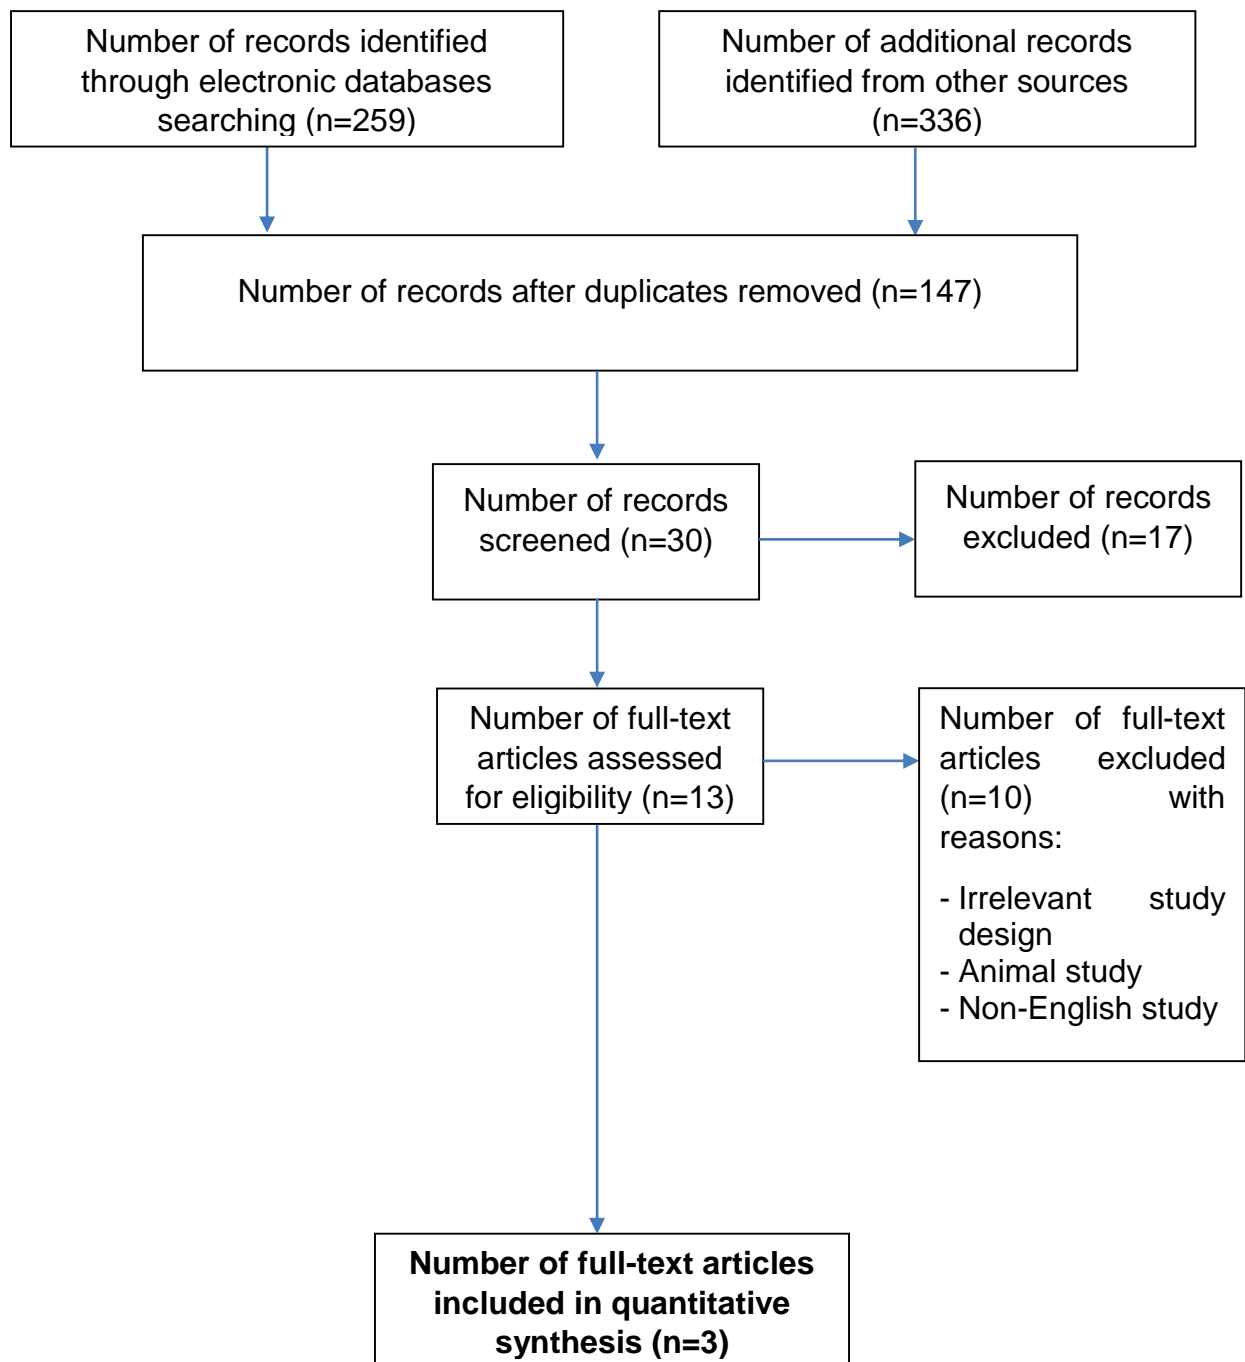 Number of records identified
through electronic databases
searching (n=259)
Number of additional records
identified from other sources
(n=336)
Number of records after duplicates removed (n=147)
Number of records
screened (n=30)
Number of records
excluded (n=17)
Number of full-text
articles assessed
for eligibility (n=13)
Number of full-text
articles excluded
(n=10) with
reasons:
- Irrelevant study
design
- Animal study
- Non-English study
Number of full-text articles
included in quantitative
synthesis (n=3)